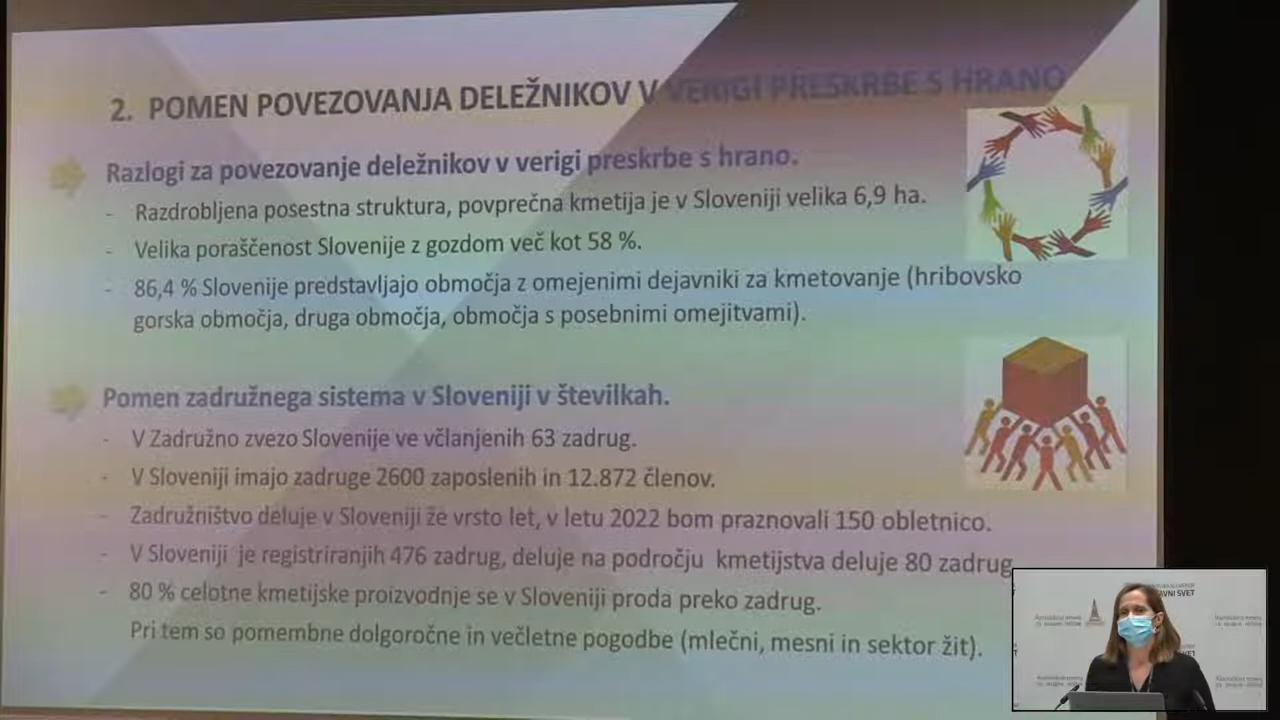 2. POMEN POVEZOVANJA DELEŽNIKOV V VERIGI PRESKRBE S HRANO
Razlogi za povezovanje deležnikov v verigi preskrbe s hrano.
- Razdrobljena posestna struktura, povprečna kmetija je v Sloveniji velika 6,9 ha.
- Velika poraščenost Slovenije z gozdom več kot 58 %.
- 86,4 % Slovenije predstavljajo območja z omejenimi dejavniki za kmetovanje (hribovsko
gorska območja, druga območja, območja s posebnimi omejitvami).
Pomen zadružnega sistema v Sloveniji v številkah.
- V Zadružno zvezo Slovenije ve včlanjenih 63 zadrug.
- V Sloveniji imajo zadruge 2600 zaposlenih in 12.872 članov.
- Zadružništvo deluje v Sloveniji že vrsto let, v letu 2022 bom praznovali 150 obletnico.
- V Sloveniji je registriranjih 476 zadrug, deluje na področju kmetijstva deluje 80 zadrug
- 80 % celotne kmetijske proizvodnje se v Sloveniji proda preko zadrug.
Pri tem so pomembne dolgoročne in večletne pogodbe (mlečni, mesni in sektor žit).